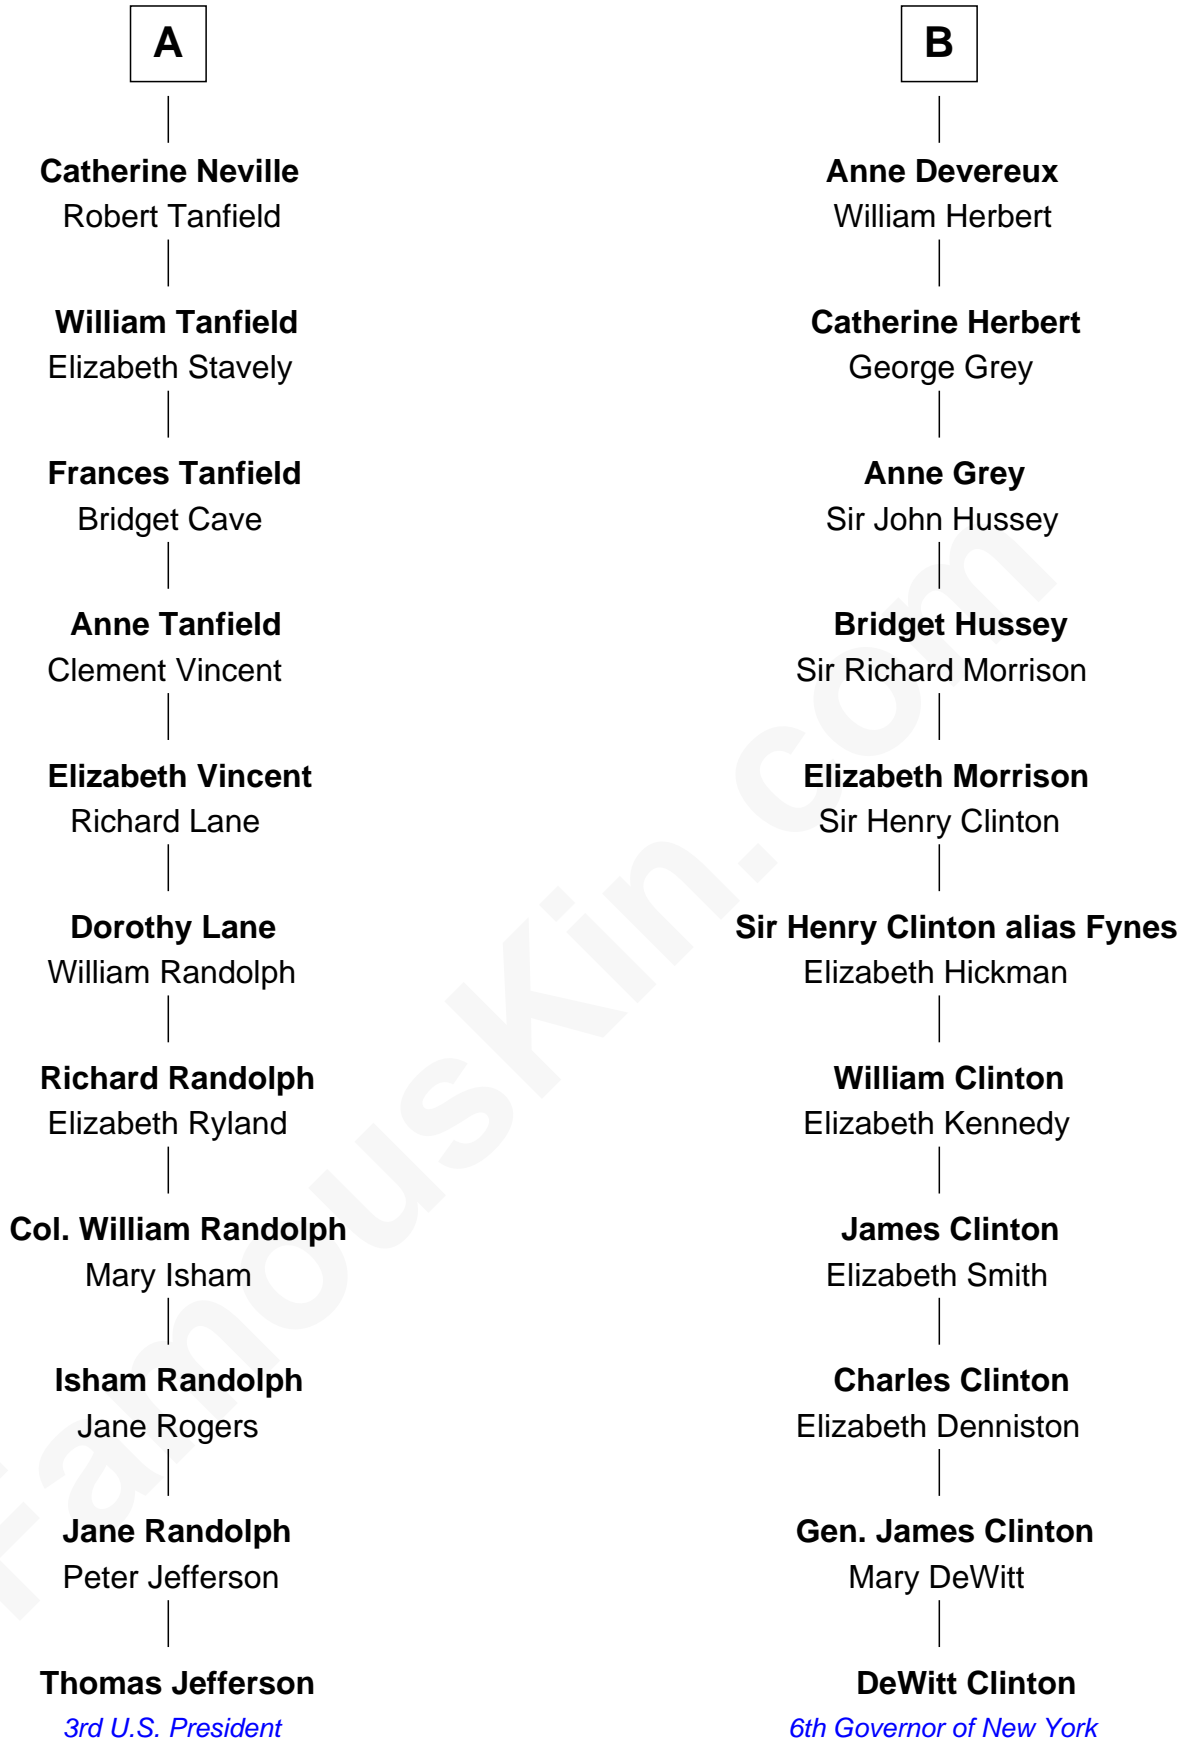 A
Catherine Neville
Robert Tanfield
William Tanfield
Elizabeth Stavely
Frances Tanfield
Bridget Cave
Anne Tanfield
Clement Vincent
Elizabeth Vincent
Richard Lane
Dorothy Lane
William Randolph
Richard Randolph
Elizabeth Ryland
Col. William Randolph
Mary Isham
Isham Randolph
Jane Rogers
Jane Randolph
Peter Jefferson
Thomas Jefferson
3rd U.S. President
B
Anne Devereux
William Herbert
Catherine Herbert
George Grey
Anne Grey
Sir John Hussey
Bridget Hussey
Sir Richard Morrison
Elizabeth Morrison
Sir Henry Clinton
Sir Henry Clinton alias Fynes
Elizabeth Hickman
William Clinton
Elizabeth Kennedy
James Clinton
Elizabeth Smith
Charles Clinton
Elizabeth Denniston
Gen. James Clinton
Mary DeWitt
DeWitt Clinton
6th Governor of New York
FamousKin.com